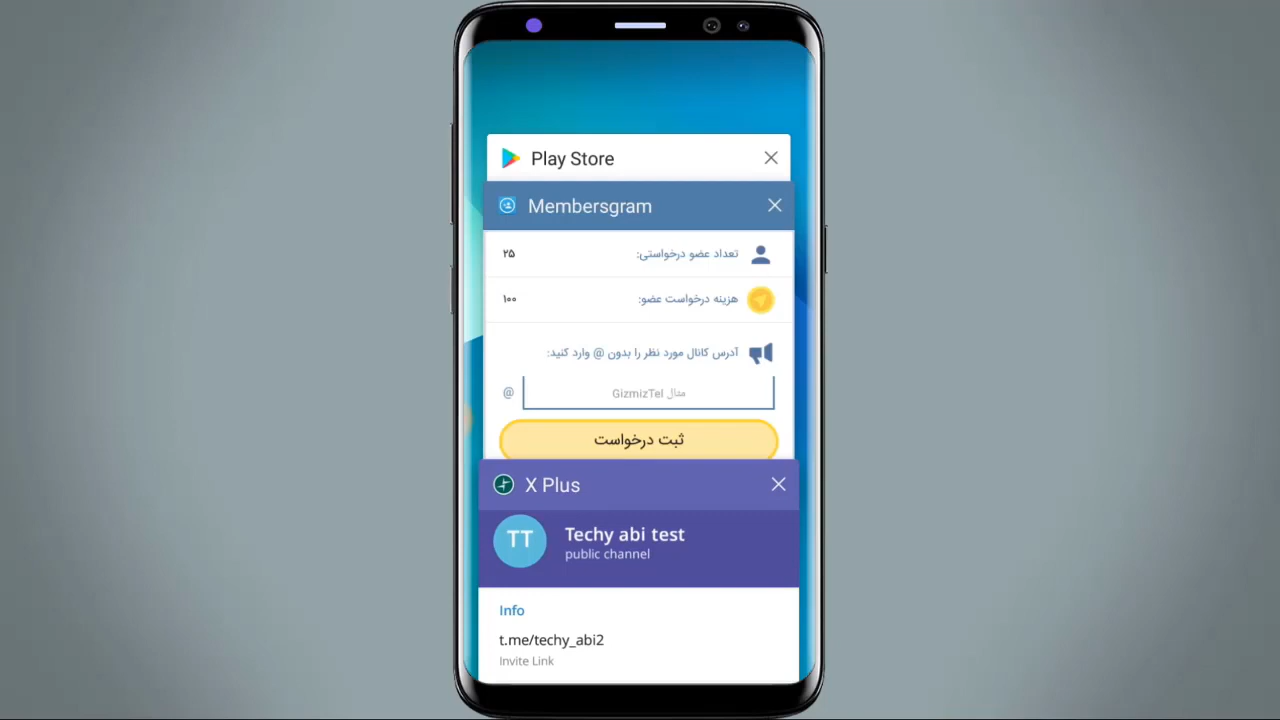 Play Store
Membersgram
تعداد عضو درخواستی: ۲۵
هزینه درخواست عضو: ۱۰۰
آدرس کانال مورد نظر را بدون @ وارد کنید:
@ مثال GizmizTel
ثبت درخواست
X Plus
TT
Techy abi test
public channel
Info
t.me/techy_abi2
Invite Link